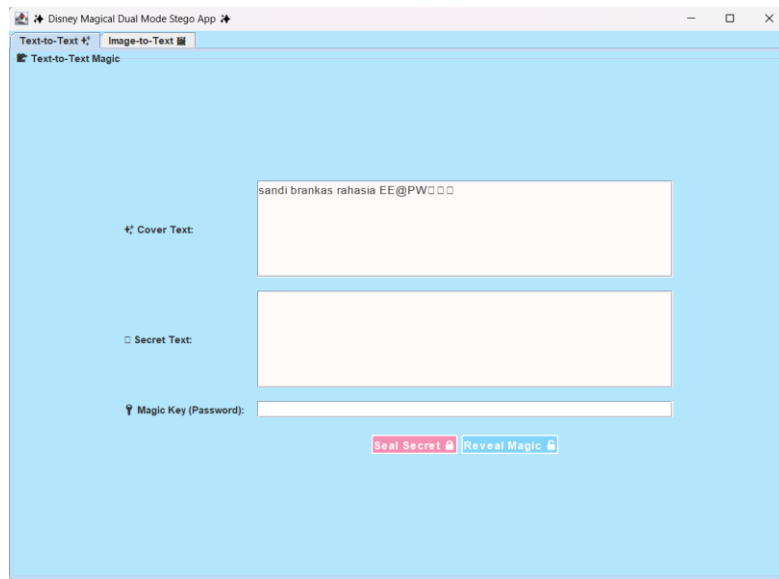 Disney Magical Dual Mode Stego App
Text-to-Text Image-to-Text
Text-to-Text Magic
sandi brankas rahasia EE@PW□□□
Cover Text:
□ Secret Text:
Magic Key (Password):
Seal Secret Reveal Magic